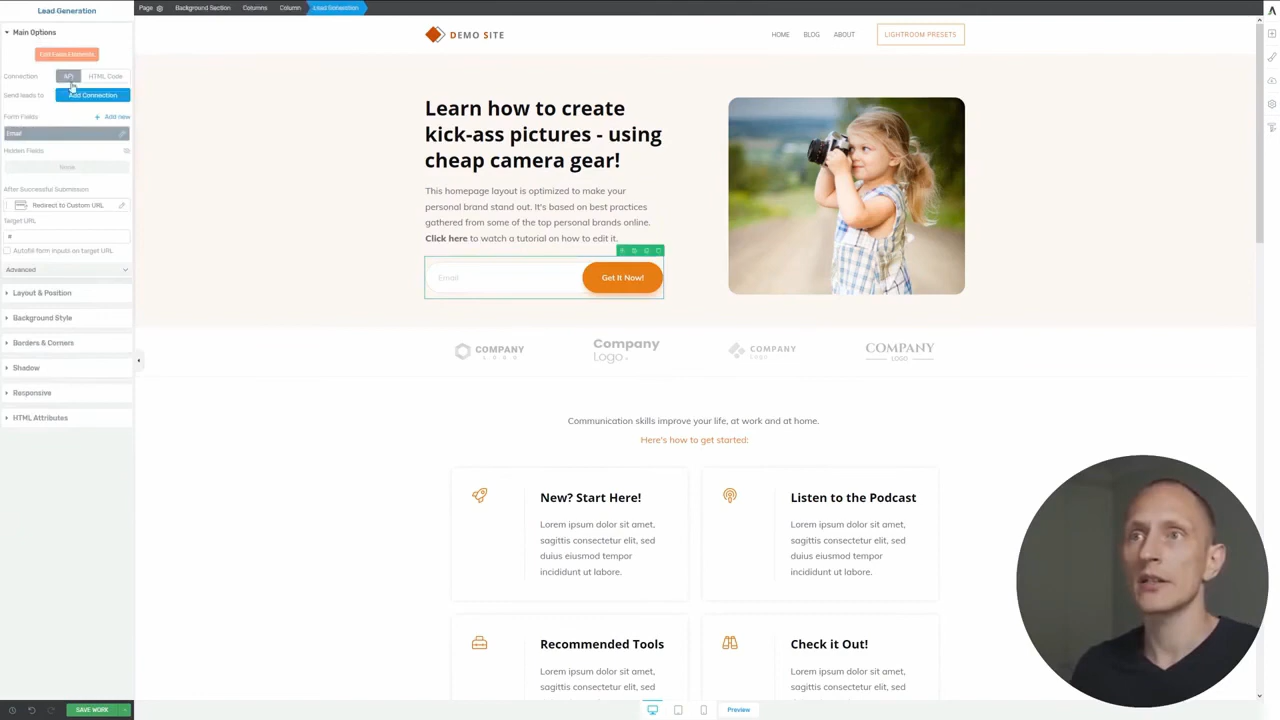 Lead Generation
Page
Background Section
Columns
Column
Lead Generation
Main Options
Edit Form Elements
Connection
API
HTML Code
Send leads to
Add Connection
Form Fields
+ Add new
Email
Hidden Fields
None
After Successful Submission
Redirect to Custom URL
Target URL
#
Autofill form inputs on target URL
Advanced
Layout & Position
Background Style
Borders & Corners
Shadow
Responsive
HTML Attributes
SAVE WORK
DEMO SITE
HOME
BLOG
ABOUT
LIGHTROOM PRESETS
Learn how to create
kick-ass pictures - using
cheap camera gear!
This homepage layout is optimized to make your
personal brand stand out. It's based on best practices
gathered from some of the top personal brands online.
Click here to watch a tutorial on how to edit it.
Email
Get It Now!
COMPANY
LOGO
Company
Logo
COMPANY
LOGO
COMPANY
LOGO
Communication skills improve your life, at work and at home.
Here's how to get started:
New? Start Here!
Lorem ipsum dolor sit amet,
sagittis consectetur elit, sed
duius eiusmod tempor
incididunt ut labore.
Listen to the Podcast
Lorem ipsum dolor sit amet,
sagittis consectetur elit, sed
duius eiusmod tempor
incididunt ut labore.
Recommended Tools
Lorem ipsum dolor sit amet,
sagittis consectetur elit, sed
Check it Out!
Lorem ipsum dolor sit amet,
sagittis consectetur elit, sed
Preview